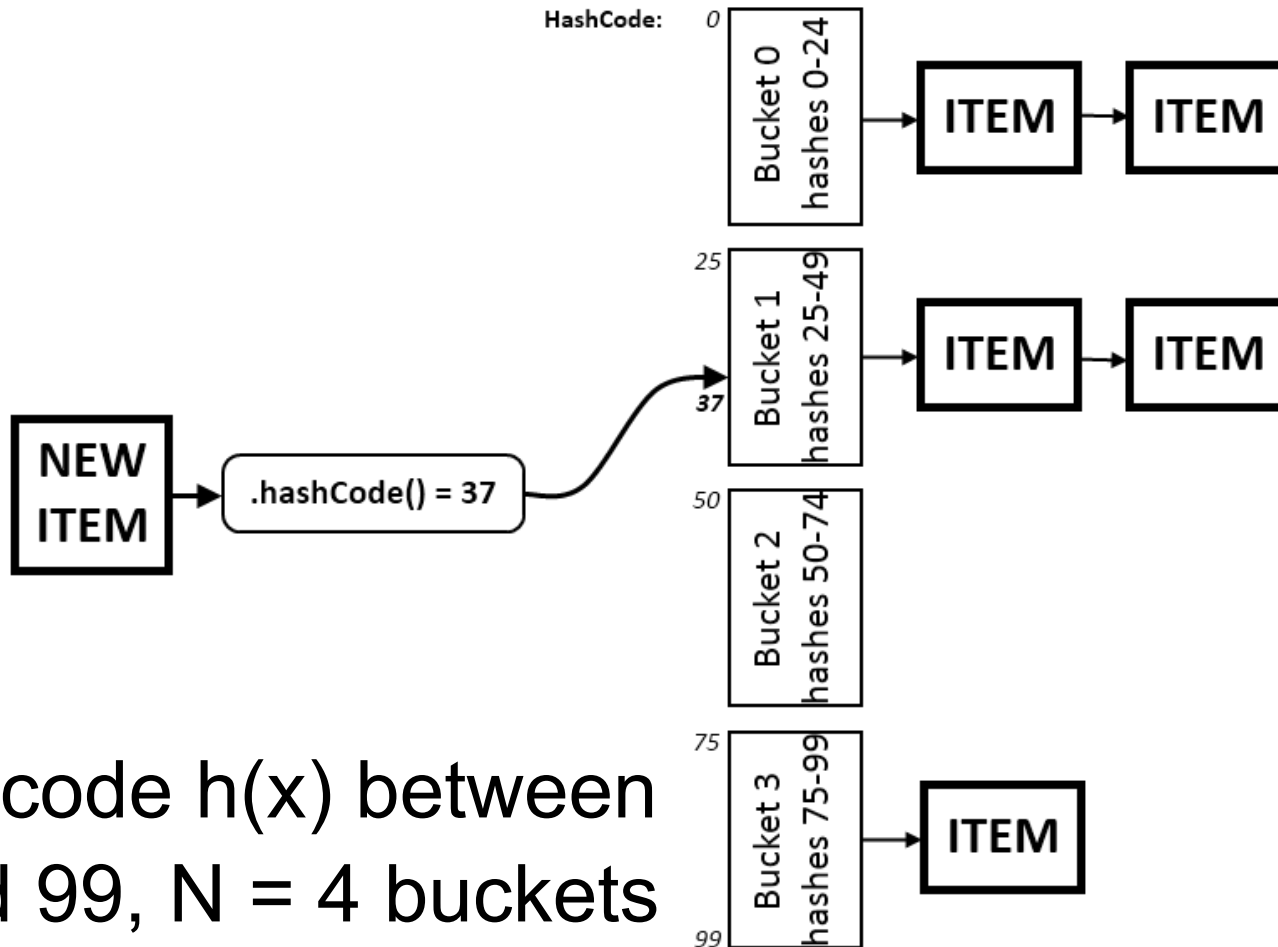 HashCode:
0
Bucket 0
hashes 0-24
ITEM
ITEM
25
37
Bucket 1
hashes 25-49
ITEM
ITEM
NEW
ITEM
.hashCode() = 37
50
Bucket 2
hashes 50-74
75
Bucket 3
hashes 75-99
99
ITEM
code h(x) between
99, N = 4 buckets